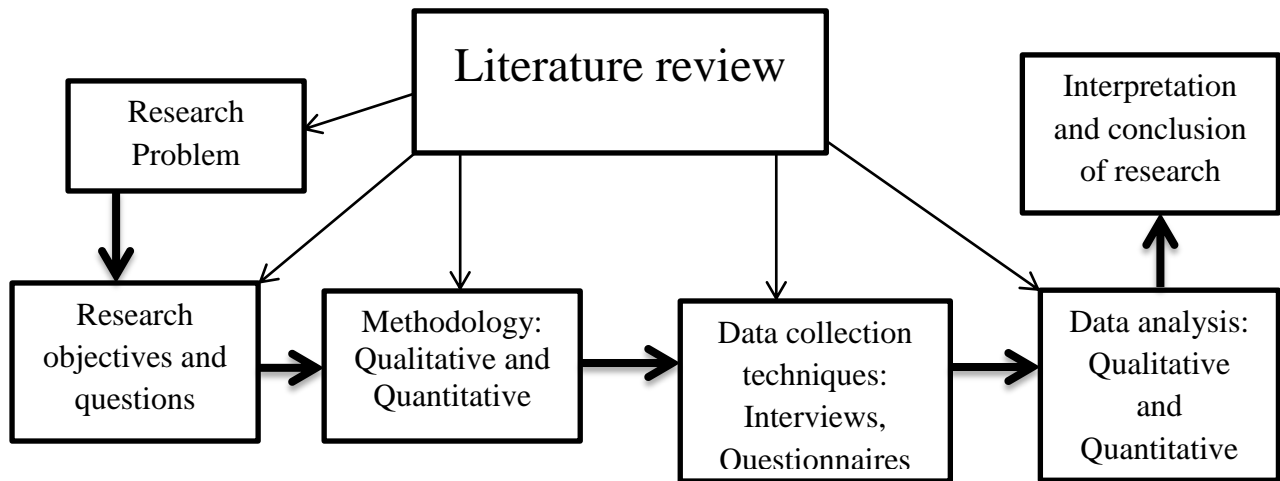 Literature review
Research
Problem
Interpretation
and conclusion
of research
Research
objectives and
questions
Methodology:
Qualitative and
Quantitative
Data collection
techniques:
Interviews,
Questionnaires
Data analysis:
Qualitative
and
Quantitative